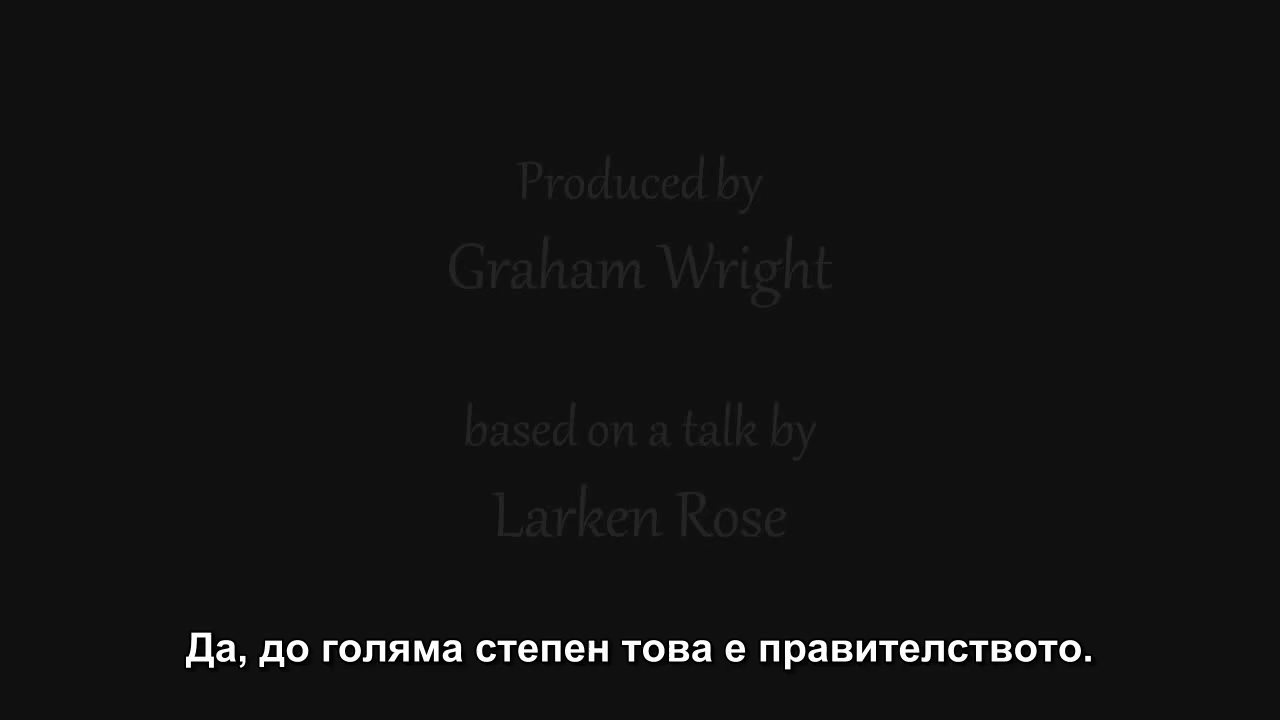 Produced by
Graham Wright
based on a talk by
Larken Rose
Да, до голяма степен това е правителството.